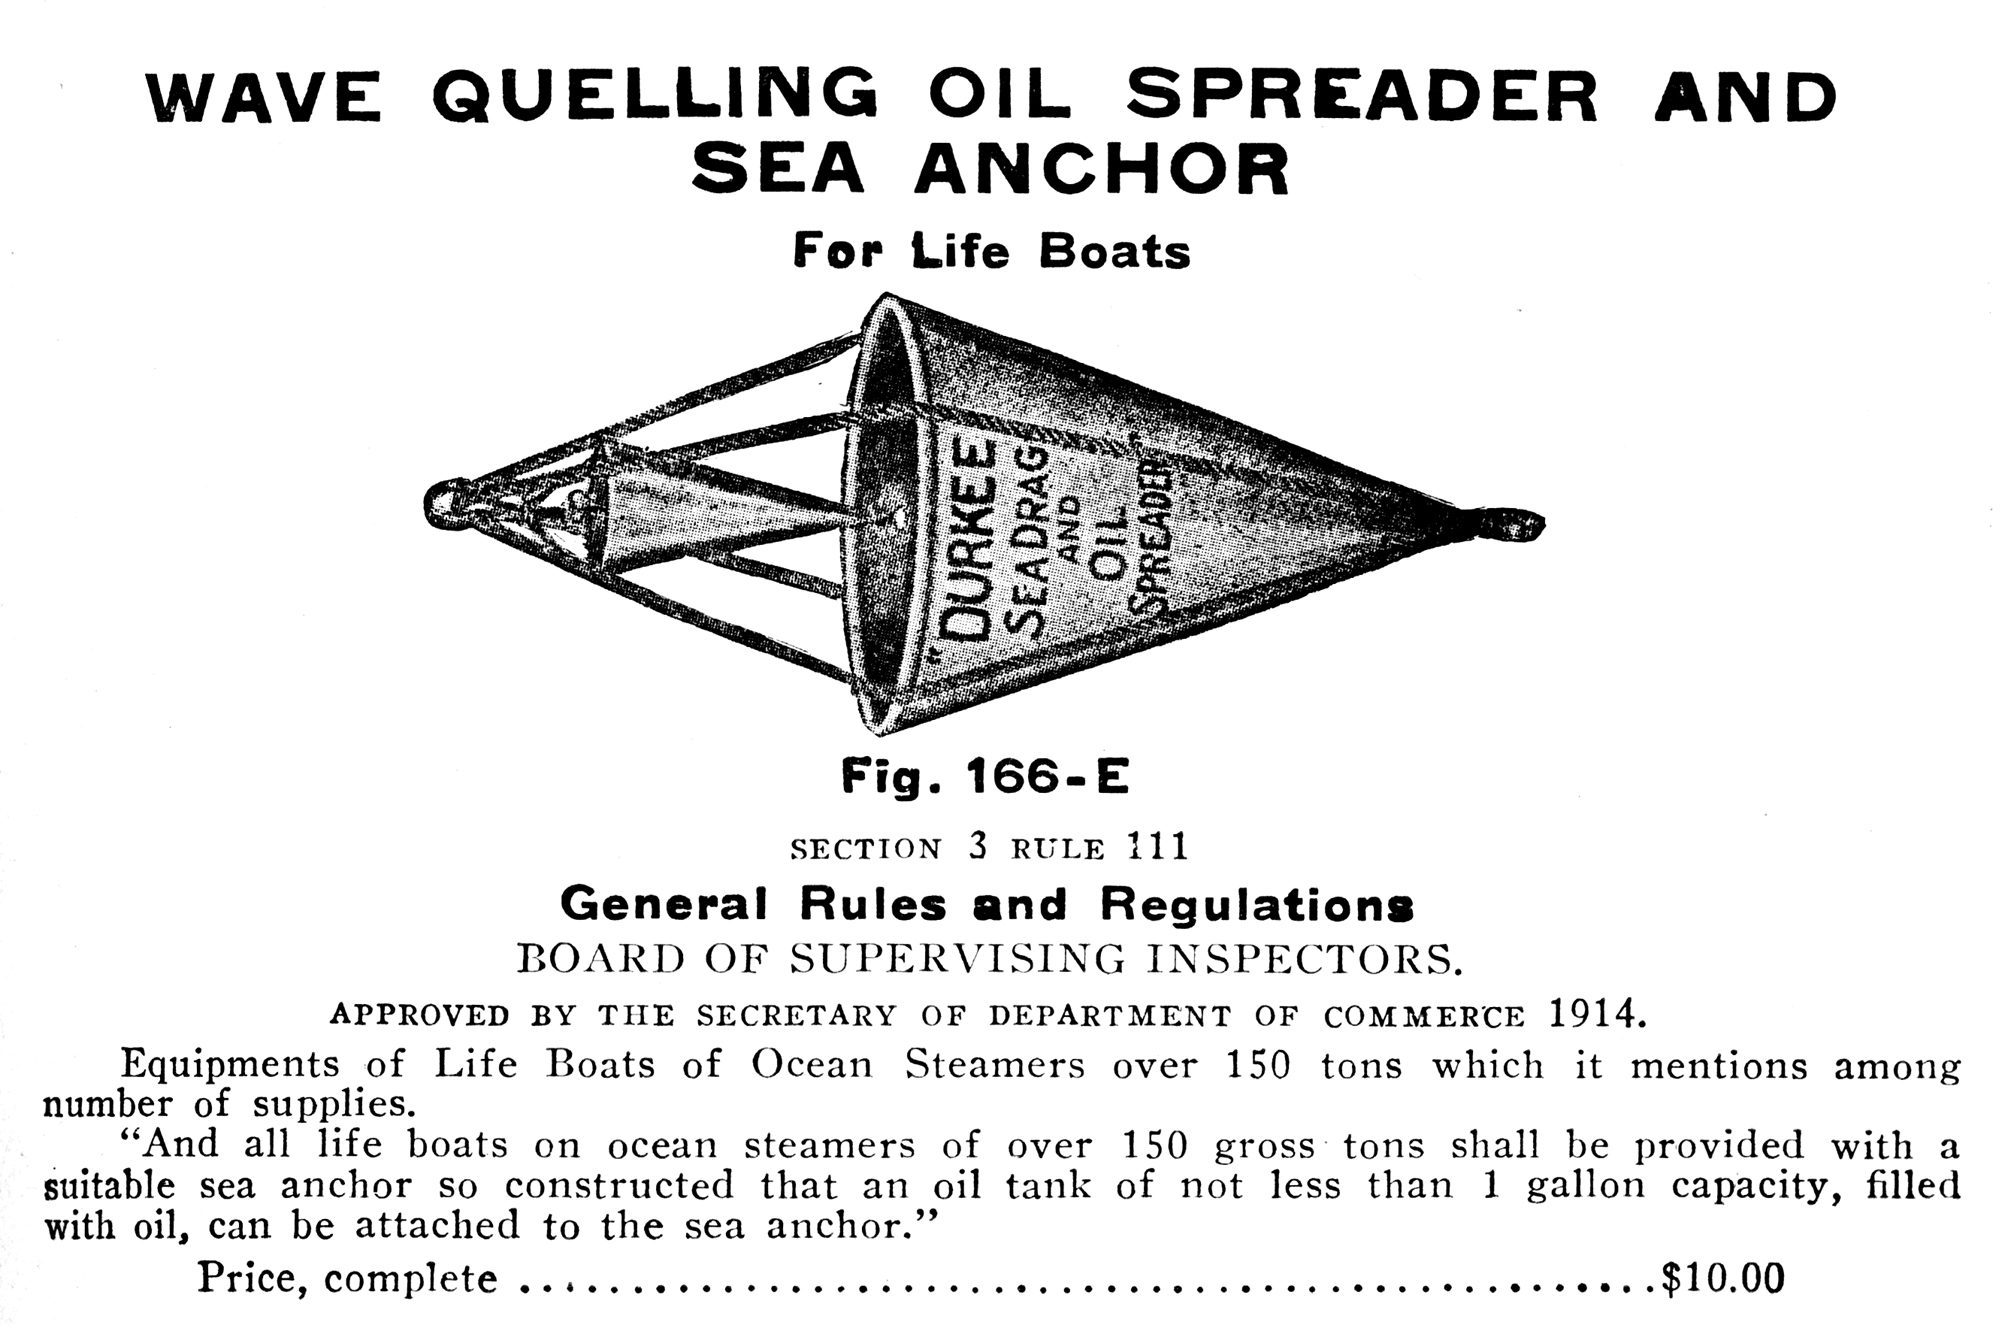 WAVE QUELLING OIL SPREADER AND
SEA ANCHOR
For Life Boats
"DURKEE
SEADRAG
AND
OIL
SPREADER"
Fig. 166-E
SECTION 3 RULE 111
General Rules and Regulations
BOARD OF SUPERVISING INSPECTORS.
APPROVED BY THE SECRETARY OF DEPARTMENT OF COMMERCE 1914.
Equipments of Life Boats of Ocean Steamers over 150 tons which it mentions among
number of supplies.
“And all life boats on ocean steamers of over 150 gross tons shall be provided with a
suitable sea anchor so constructed that an oil tank of not less than 1 gallon capacity, filled
with oil, can be attached to the sea anchor.”
Price, complete ........................................................$10.00